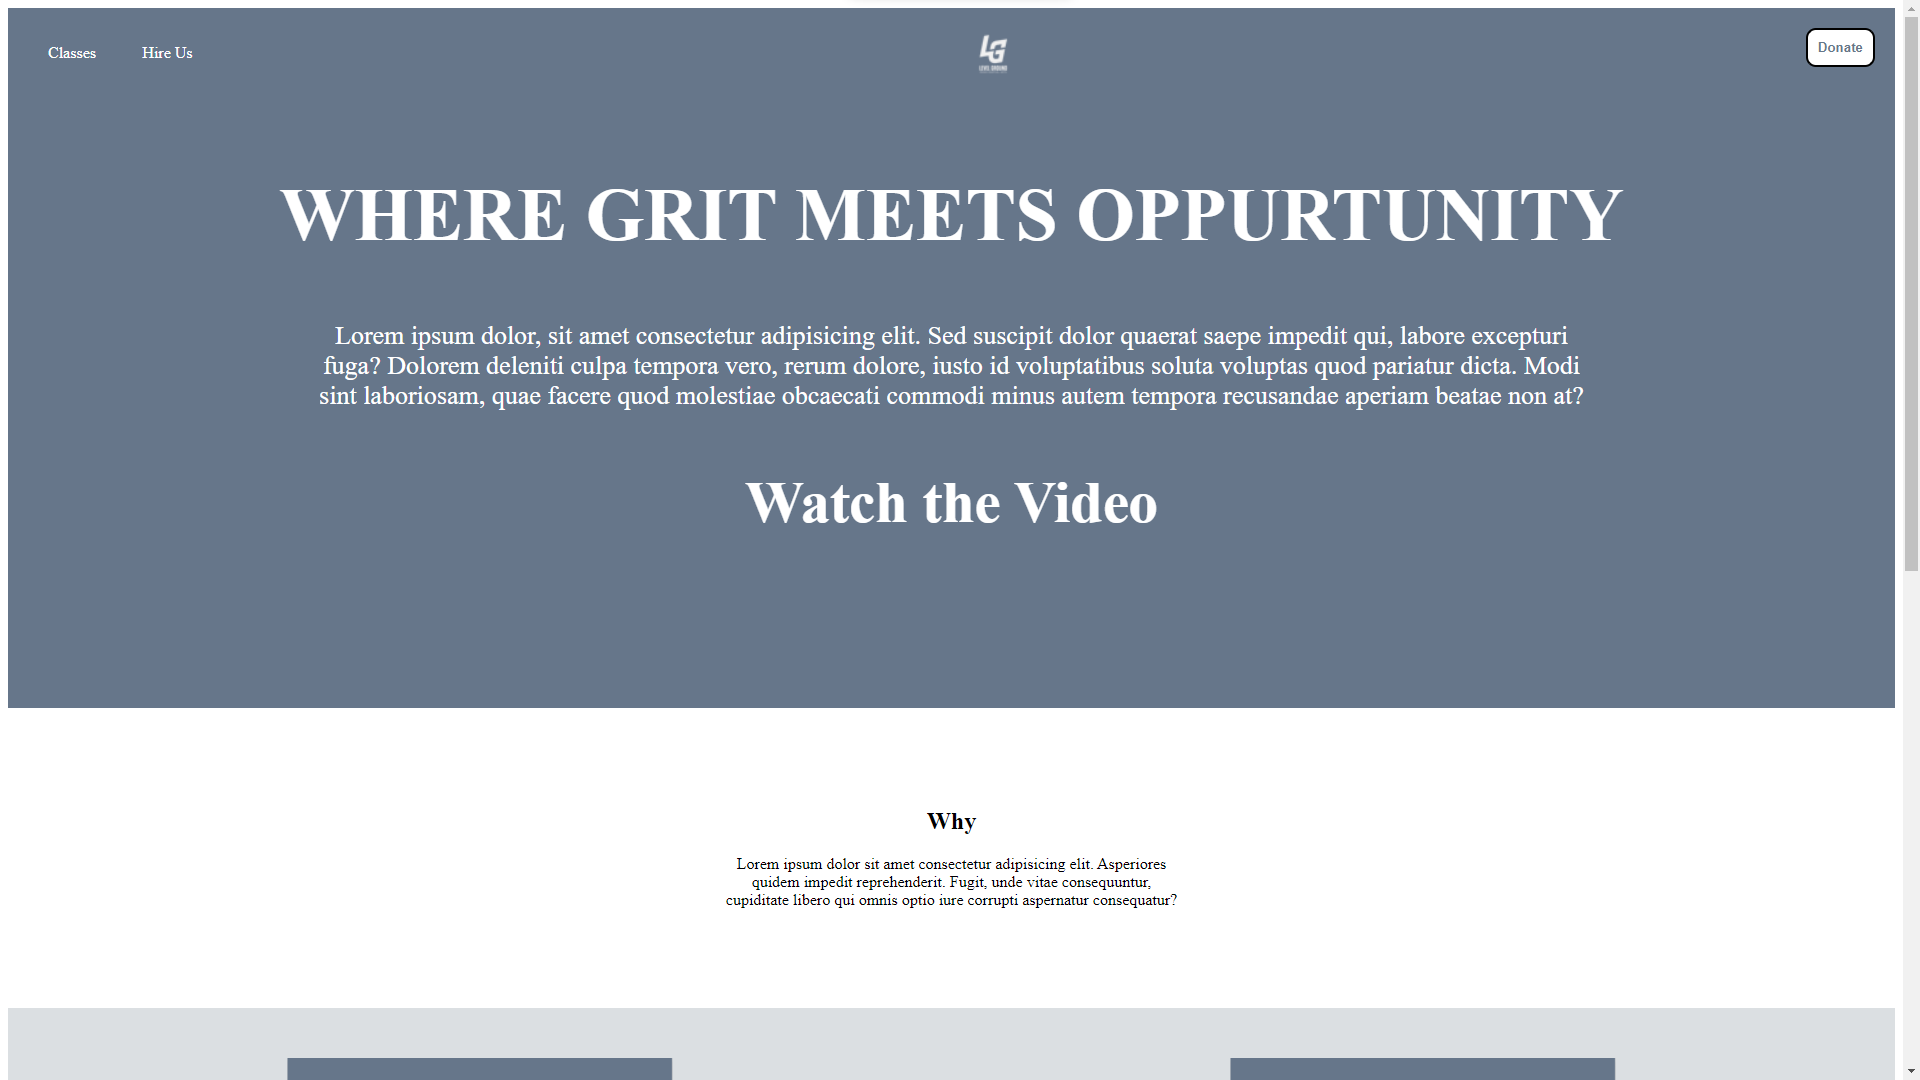 Classes
Hire Us
LG
LEVEL GROUND
Donate
WHERE GRIT MEETS OPPURTUNITY
Lorem ipsum dolor, sit amet consectetur adipisicing elit. Sed suscipit dolor quaerat saepe impedit qui, labore excepturi
fuga? Dolorem deleniti culpa tempora vero, rerum dolore, iusto id voluptatibus soluta voluptas quod pariatur dicta. Modi
sint laboriosam, quae facere quod molestiae obcaecati commodi minus autem tempora recusandae aperiam beatae non at?
Watch the Video
Why
Lorem ipsum dolor sit amet consectetur adipisicing elit. Asperiores
quidem impedit reprehenderit. Fugit, unde vitae consequuntur,
cupiditate libero qui omnis optio iure corrupti aspernatur consequatur?